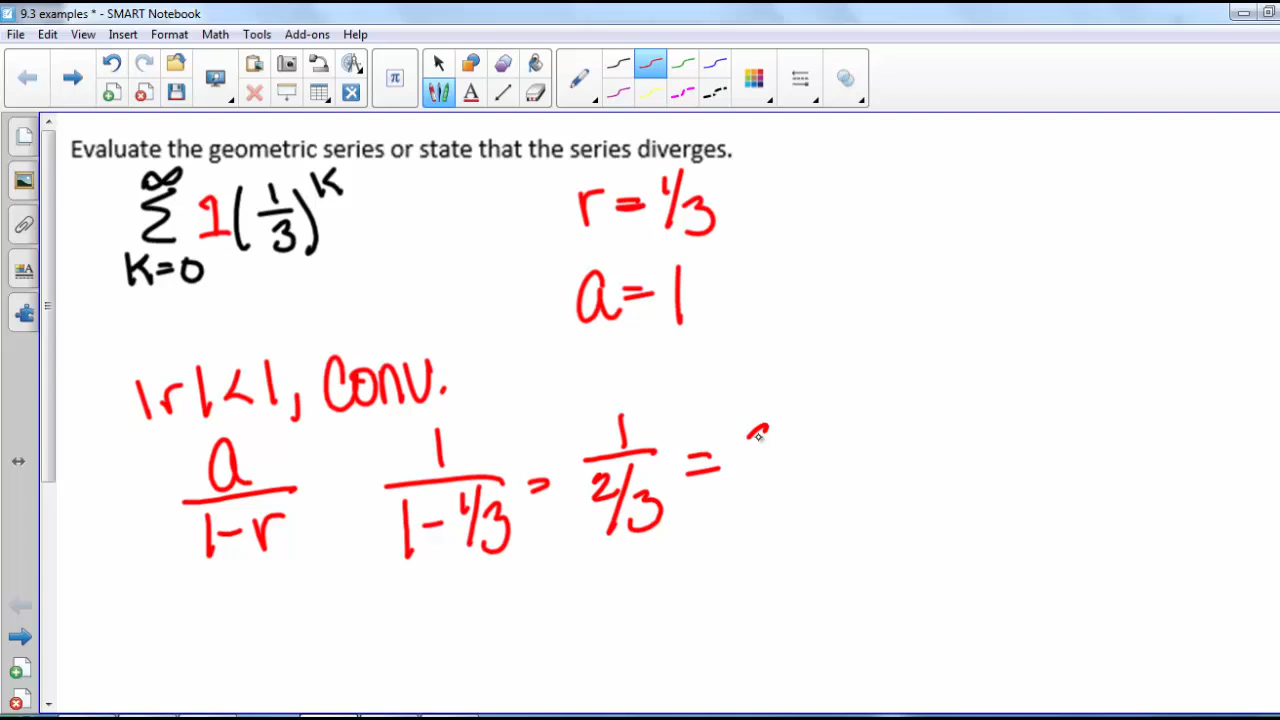 9.3 examples * - SMART Notebook
File Edit View Insert Format Math Tools Add-ons Help
π A
Evaluate the geometric series or state that the series diverges.
∞
Σ 1(1/3)^K
K=0
r = 1/3
a = 1
|r|<1, Conv.
a/(1-r) 1/(1-1/3) = 1/(2/3) =